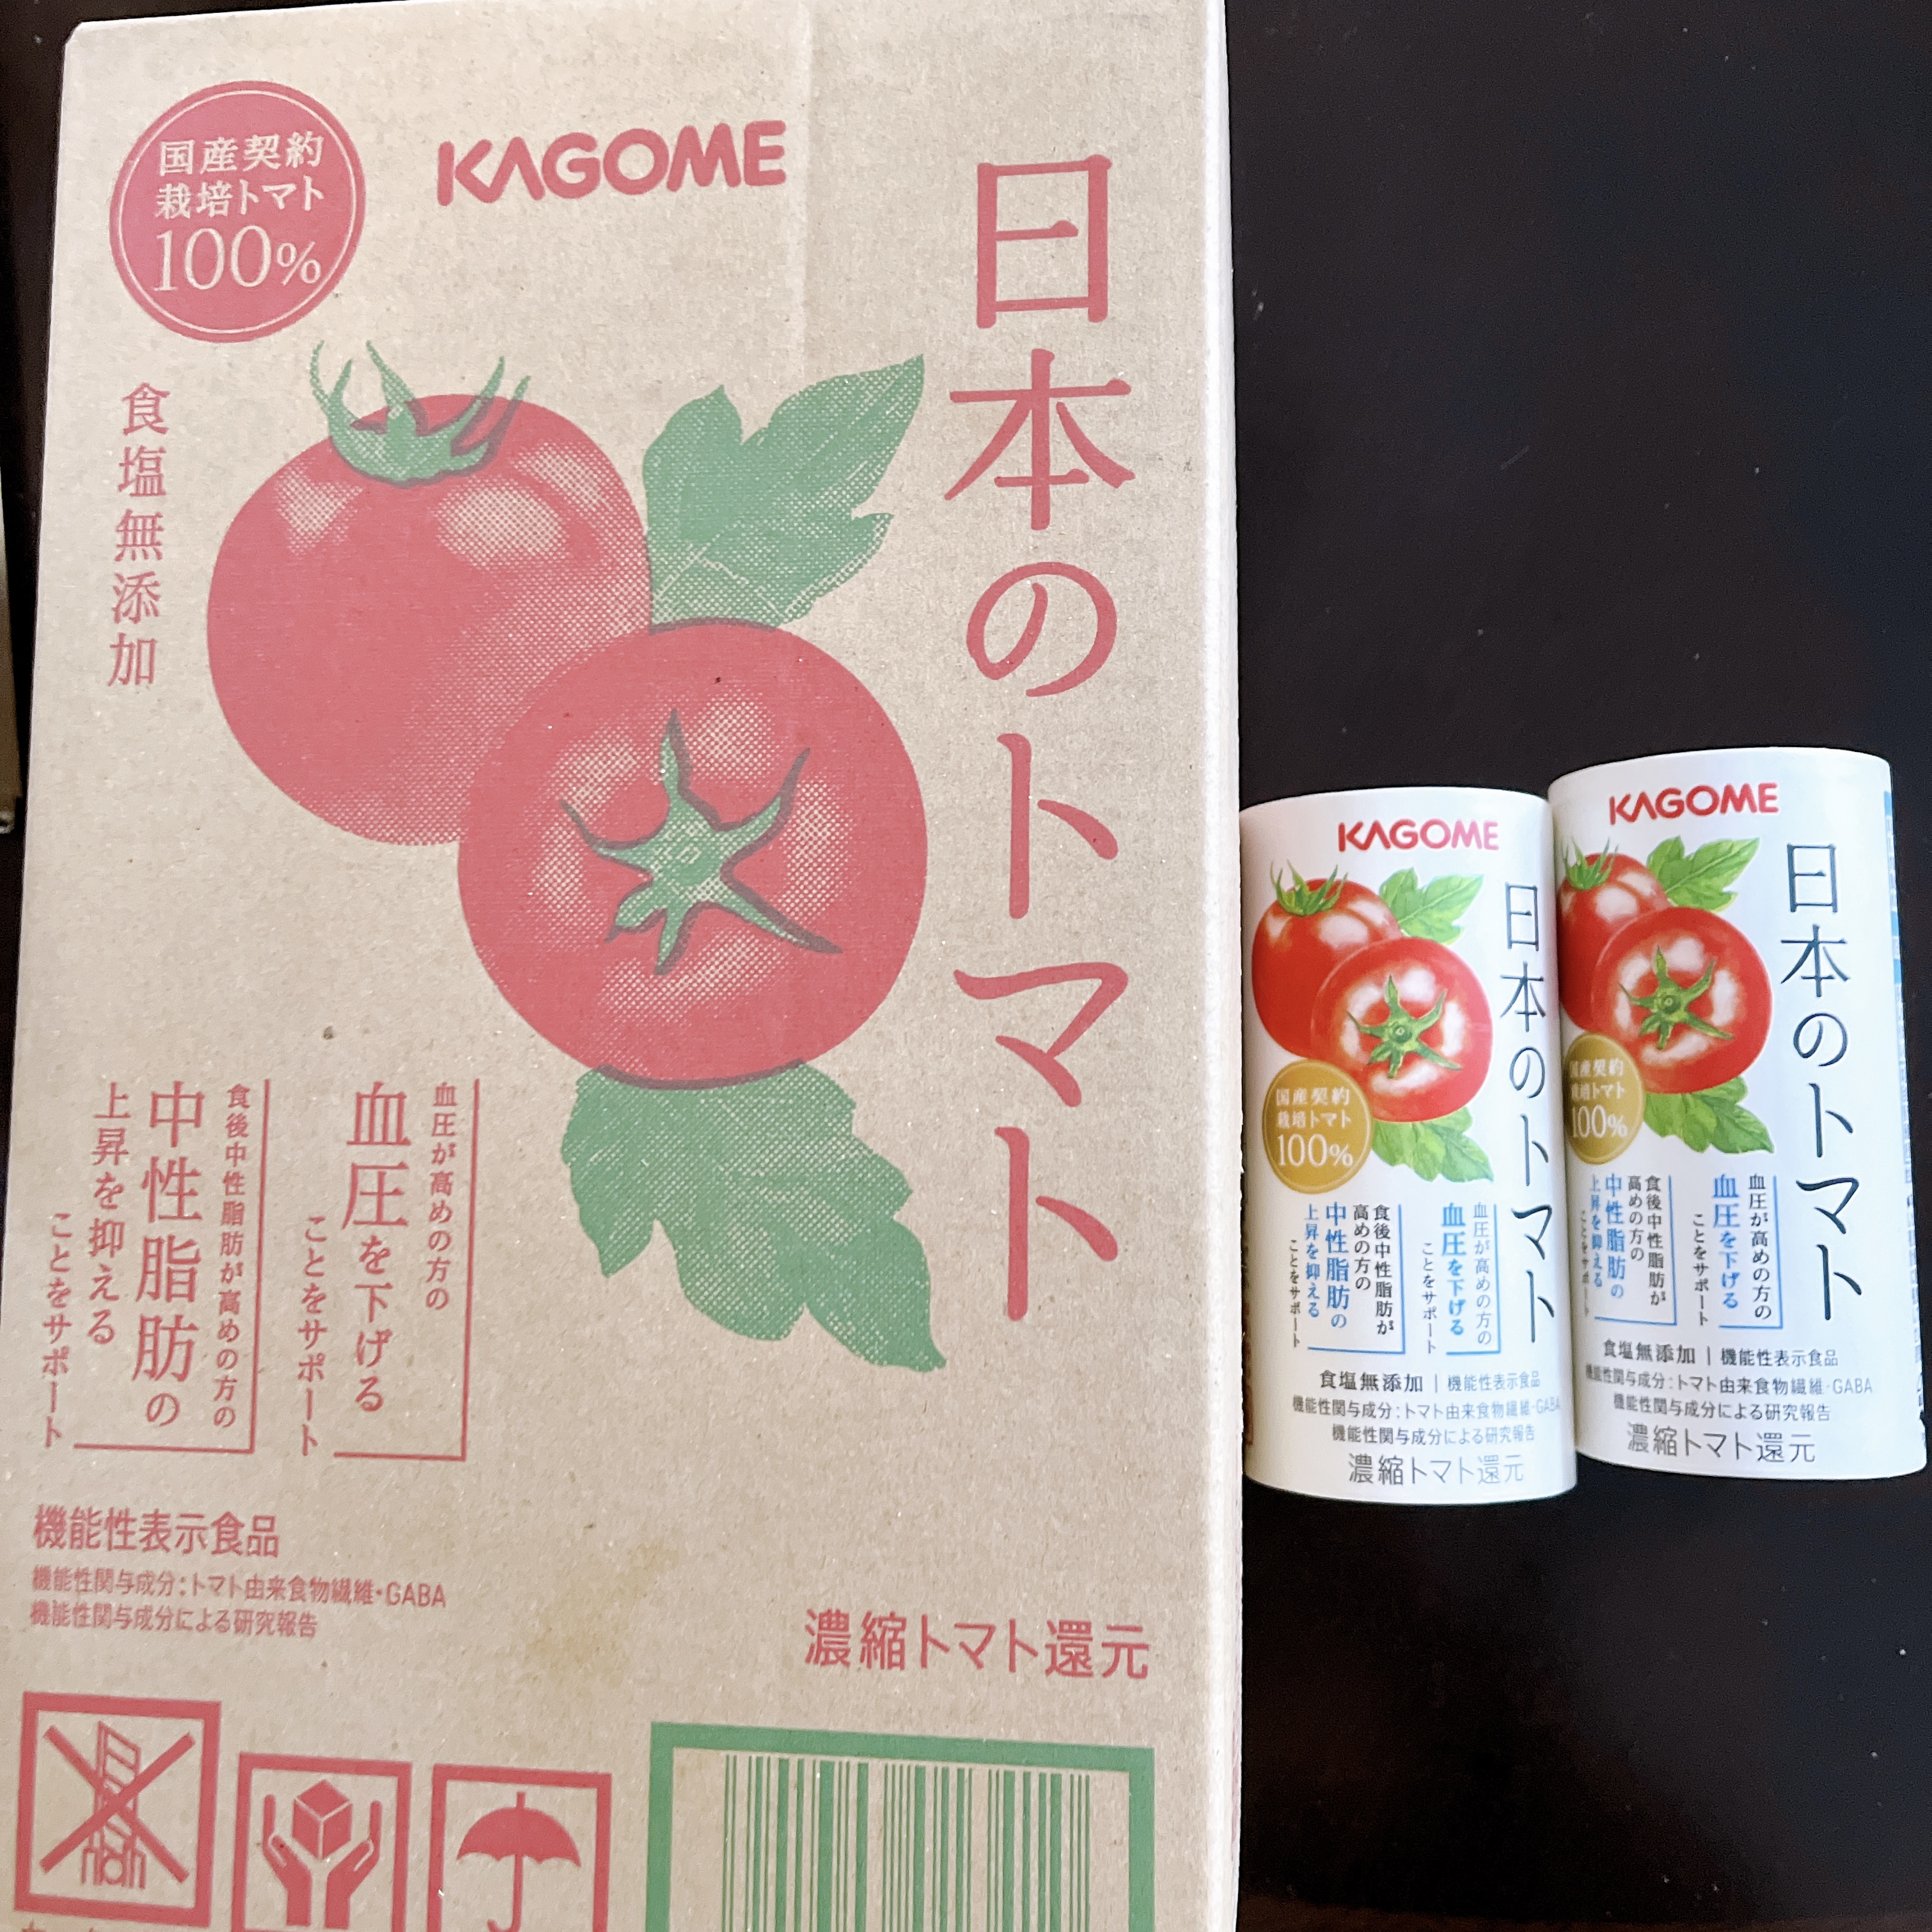 国産契約
栽培トマト
100%
KAGOME
日本のトマト
食塩無添加
血圧が高めの方の
血圧を下げる
ことをサポート
食後中性脂肪が高めの方の
中性脂肪の
上昇を抑える
ことをサポート
機能性表示食品
機能性関与成分:トマト由来食物繊維・GABA
機能性関与成分による研究報告
濃縮トマト還元
KAGOME
日本のトマト
国産契約
栽培トマト
100%
血圧が高めの方の
血圧を下げる
ことをサポート
食後中性脂肪が
高めの方の
中性脂肪の
上昇を抑える
ことをサポート
食塩無添加|機能性表示食品
機能性関与成分:トマト由来食物繊維・GABA
機能性関与成分による研究報告
濃縮トマト還元
KAGOME
日本のトマト
国産契約
栽培トマト
100%
血圧が高めの方の
血圧を下げる
ことをサポート
食後中性脂肪が
高めの方の
中性脂肪の
上昇を抑える
ことをサポート
食塩無添加|機能性表示食品
機能性関与成分:トマト由来食物繊維・GABA
機能性関与成分による研究報告
濃縮トマト還元